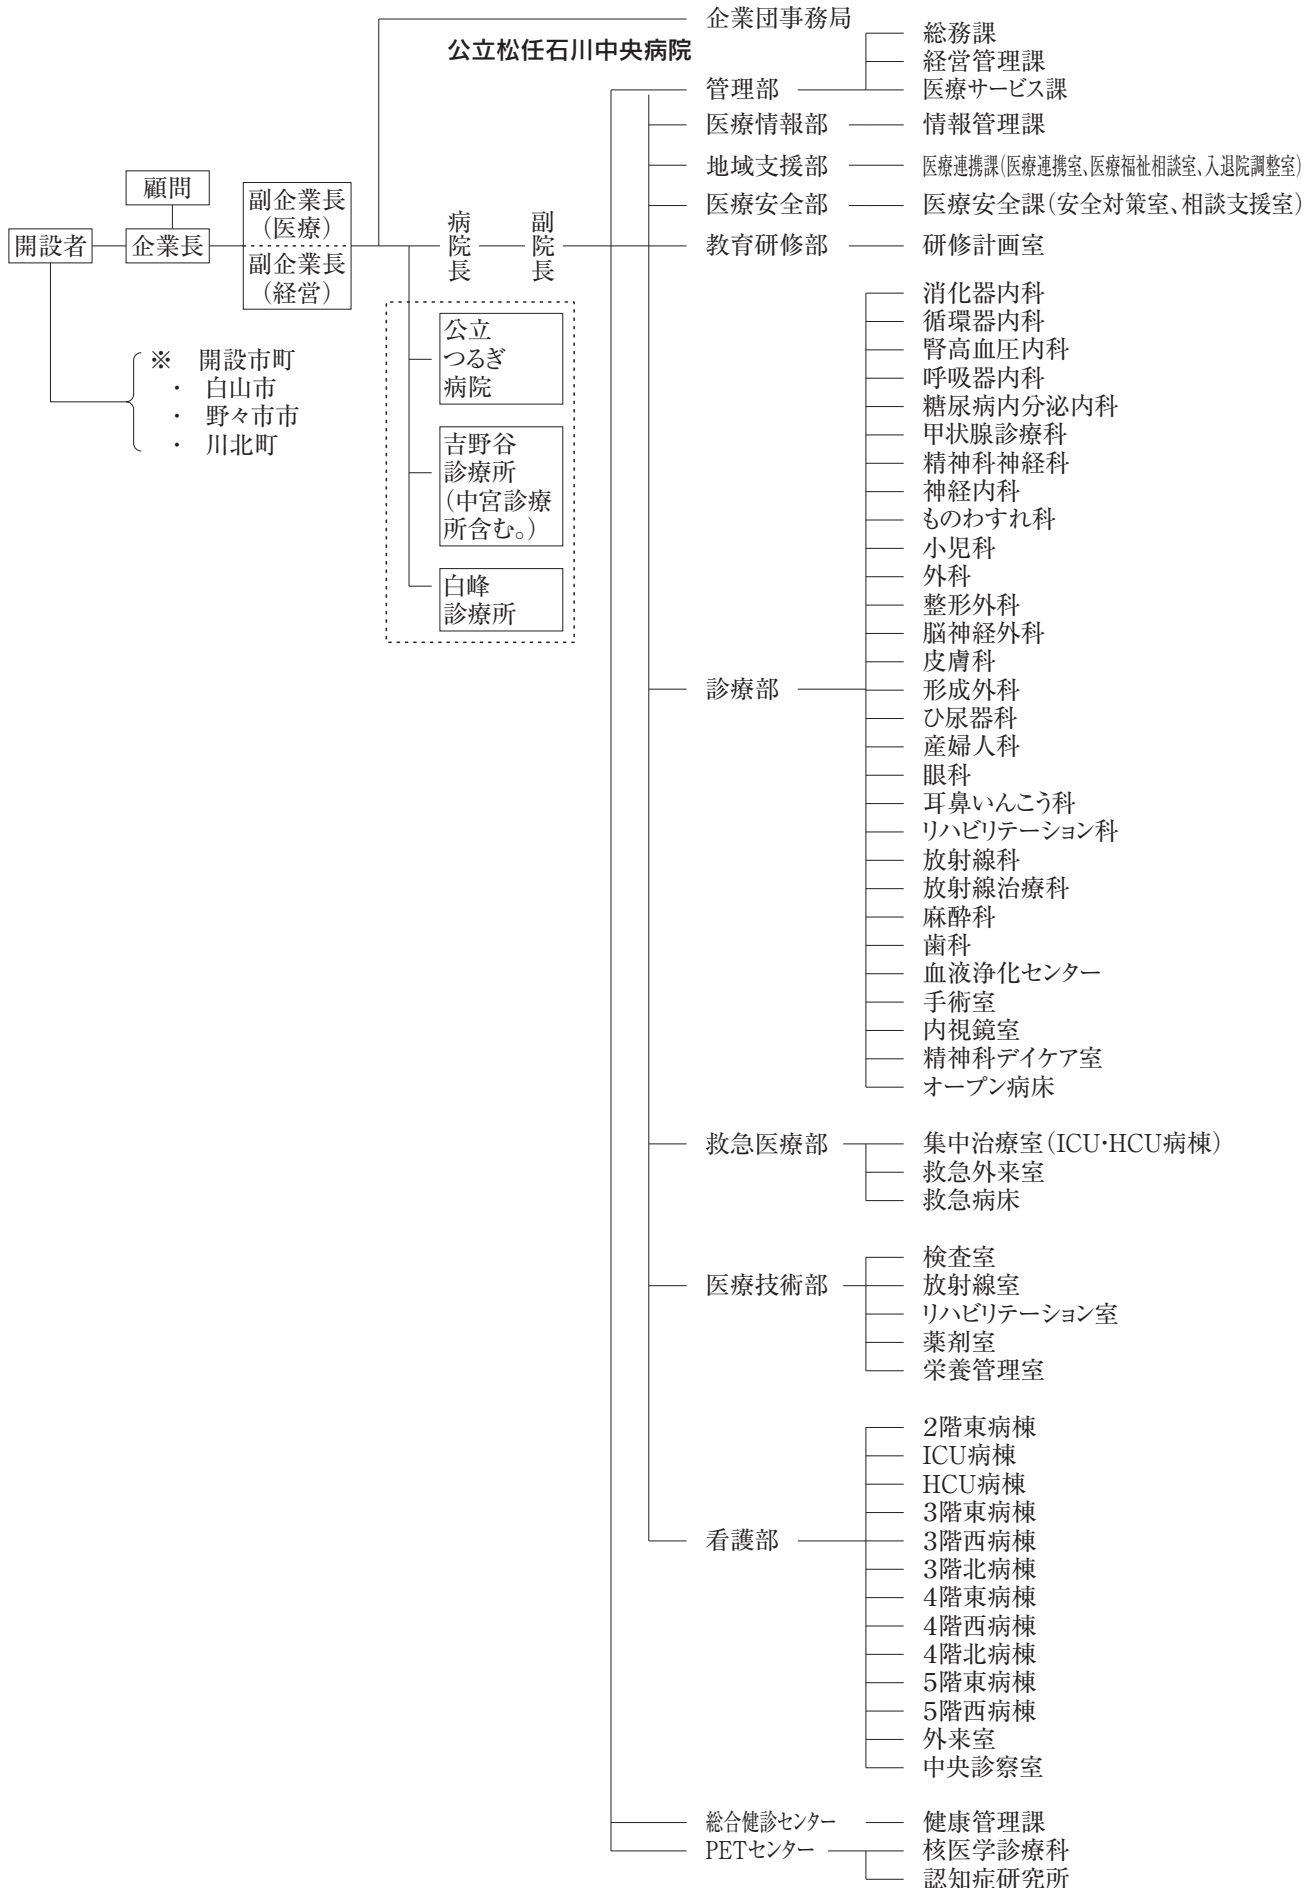 企業団事務局
公立松任石川中央病院
総務課
経営管理課
管理部
医療サービス課
医療情報部
情報管理課
地域支援部
医療連携課(医療連携室、医療福祉相談室、入退院調整室)
医療安全部
医療安全課(安全対策室、相談支援室)
教育研修部
研修計画室
顧問
開設者
企業長
副企業長
(医療)
副企業長
(経営)
病院長
副院長
※ 開設市町
・ 白山市
・ 野々市市
・ 川北町
公立
つるぎ
病院
吉野谷
診療所
(中宮診療
所含む。)
白峰
診療所
診療部
消化器内科
循環器内科
腎高血圧内科
呼吸器内科
糖尿病内分泌内科
甲状腺診療科
精神科神経科
神経内科
ものわすれ科
小児科
外科
整形外科
脳神経外科
皮膚科
形成外科
ひ尿器科
産婦人科
眼科
耳鼻いんこう科
リハビリテーション科
放射線科
放射線治療科
麻酔科
歯科
血液浄化センター
手術室
内視鏡室
精神科デイケア室
オープン病床
救急医療部
集中治療室(ICU・HCU病棟)
救急外来室
救急病床
医療技術部
検査室
放射線室
リハビリテーション室
薬剤室
栄養管理室
看護部
2階東病棟
ICU病棟
HCU病棟
3階東病棟
3階西病棟
3階北病棟
4階東病棟
4階西病棟
4階北病棟
5階東病棟
5階西病棟
外来室
中央診察室
総合健診センター
健康管理課
PETセンター
核医学診療科
認知症研究所